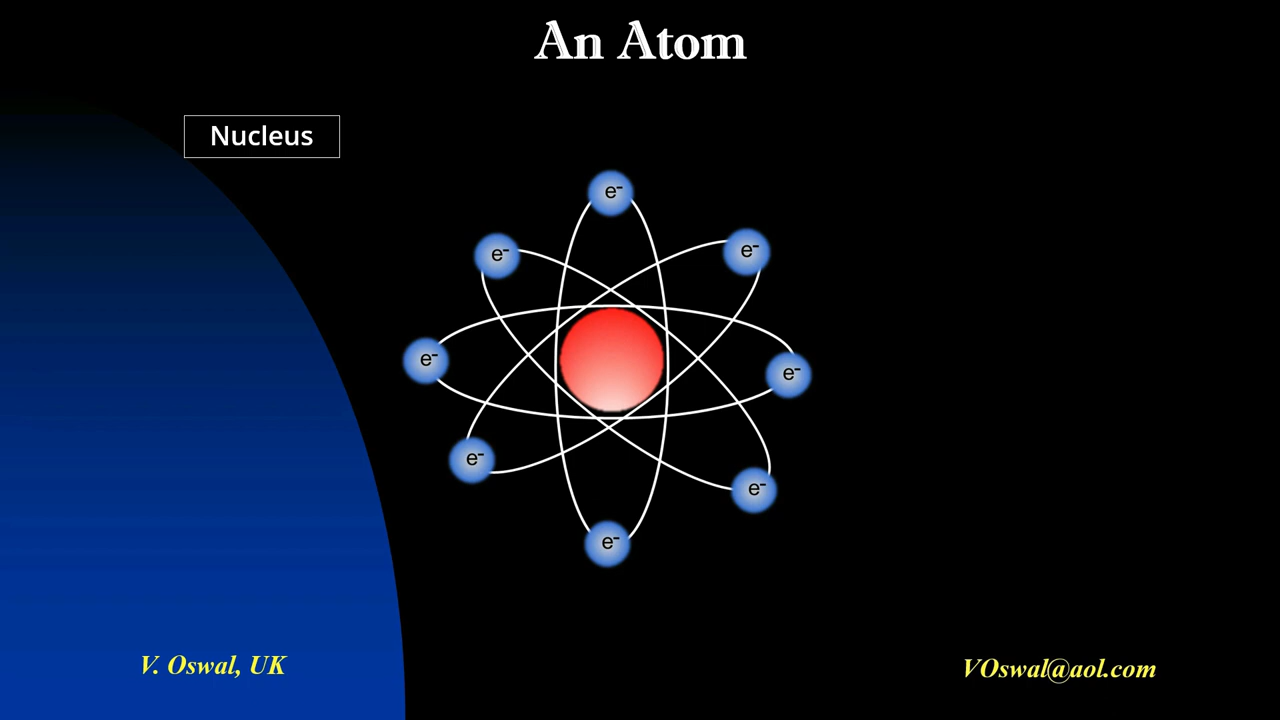 An Atom
Nucleus
e-
e-
e-
e-
e-
e-
e-
e-
V. Oswal, UK
VOswal@aol.com